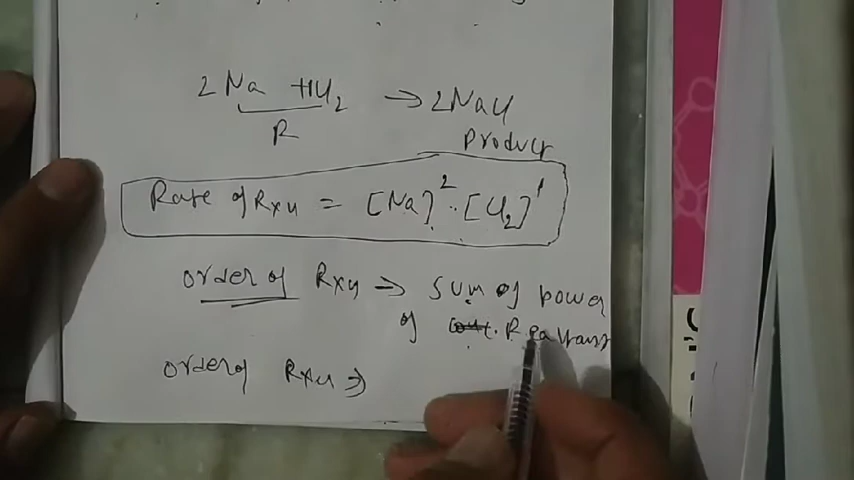 2Na + Cl2 → 2NaCl
R
Product
Rate of Rxn = [Na]^2 . [Cl2]^1
order of Rxn → sum of power
of Reactants
order of Rxn ⇒